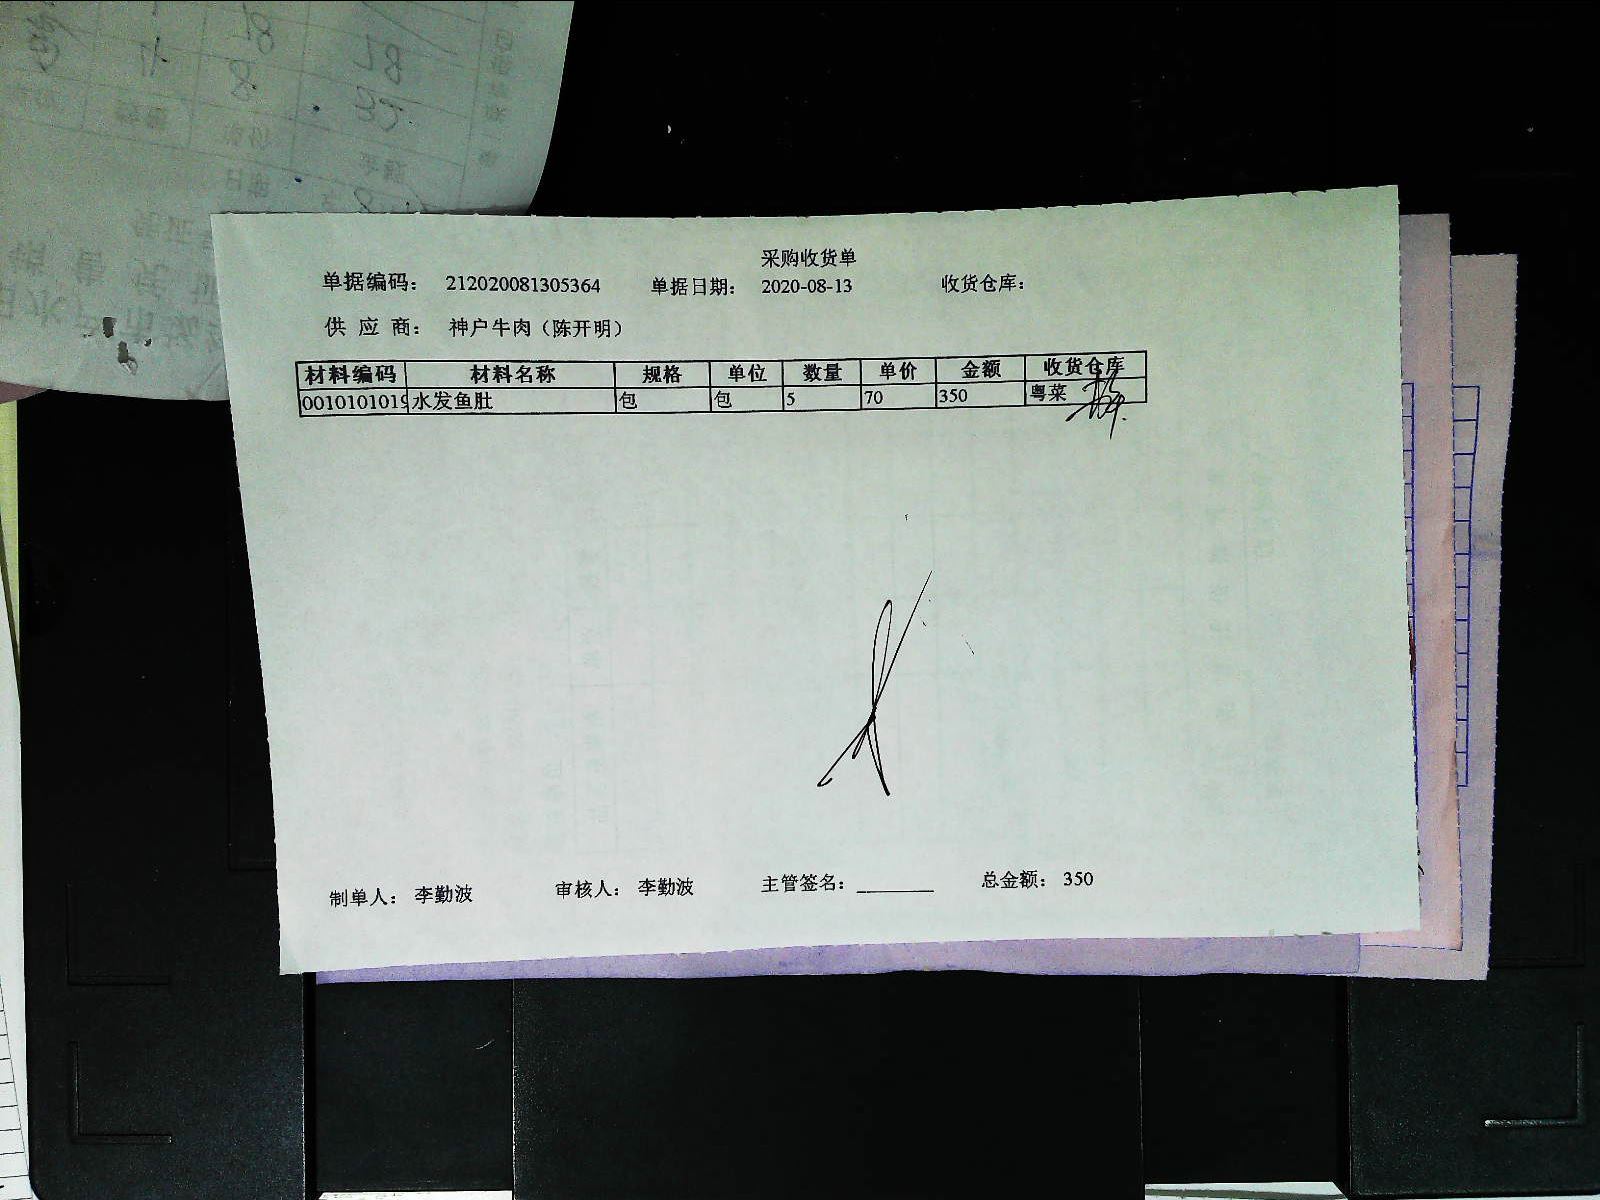 采购收货单
单据编码： 212020081305364 单据日期： 2020-08-13 收货仓库：
供 应 商： 神户牛肉（陈开明）
材料编码 材料名称 规格 单位 数量 单价 金额 收货仓库
0010101019 水发鱼肚 包 包 5 70 350 粤菜
制单人： 李勤波 审核人： 李勤波 主管签名： 总金额： 350